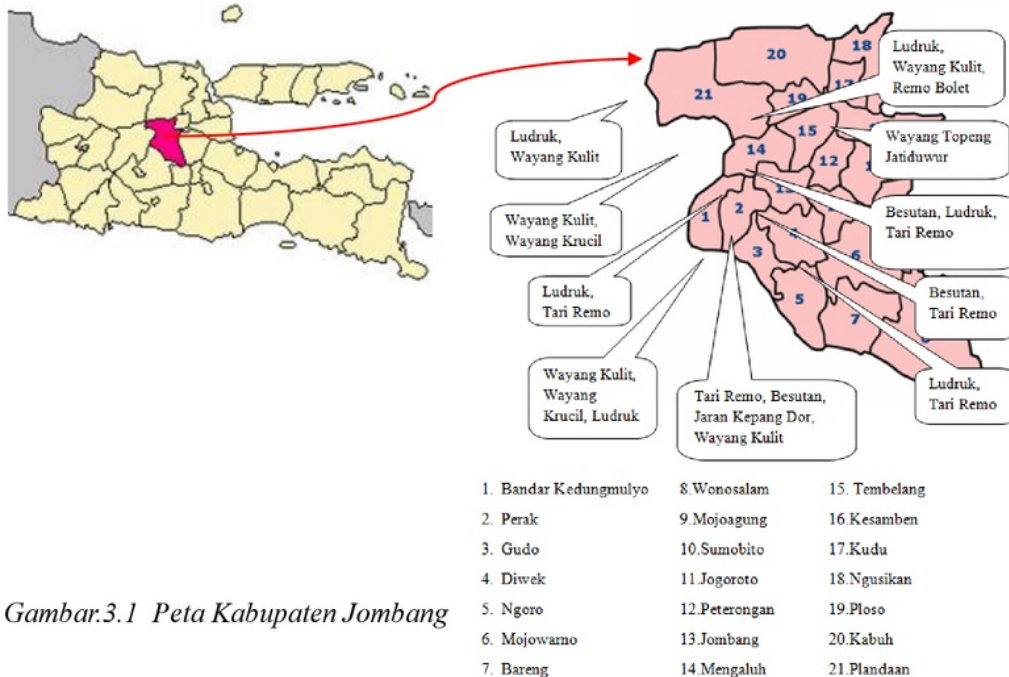 20
18
21
19
17
15
14
12
13
1
2
3
6
5
7
Ludruk,
Wayang Kulit,
Remo Bolet
Ludruk,
Wayang Kulit
Wayang Topeng
Jatiduwur
Wayang Kulit,
Wayang Krucil
Besutan, Ludruk,
Tari Remo
Ludruk,
Tari Remo
Besutan,
Tari Remo
Wayang Kulit,
Wayang
Krucil, Ludruk
Tari Remo, Besutan,
Jaran Kepang Dor,
Wayang Kulit
Ludruk,
Tari Remo
1. Bandar Kedungmulyo
2. Perak
3. Gudo
4. Diwek
5. Ngoro
6. Mojowarno
7. Bareng
8.Wonosalam
9.Mojoagung
10.Sumobito
11.Jogoroto
12.Peterongan
13.Jombang
14.Mengaluh
15. Tembelang
16.Kesamben
17.Kudu
18.Ngusikan
19.Ploso
20.Kabuh
21.Plandaan
Gambar.3.1 Peta Kabupaten Jombang